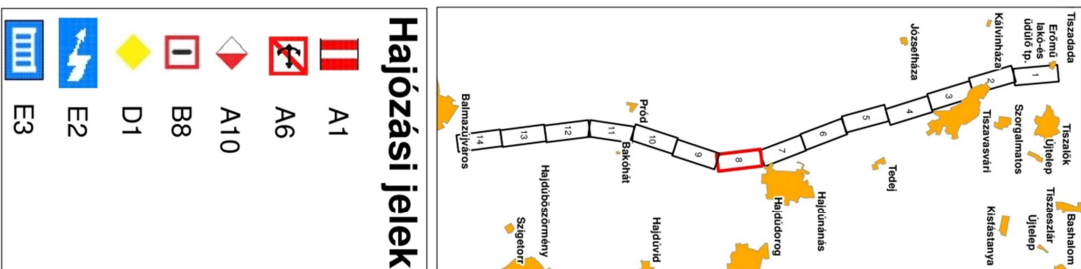 Hajózási jelek
A1
A6
A10
B8
D1
E2
E3
Tiszadada
Erőmű
lakó-és
üdülő tp.
Kálvinháza
Józsefháza
Tiszalök
Újtelep
Szorgalmatos
Tiszavasvári
Bashalom
Tiszaeszlár
Újtelep
Kisfástanya
Tedej
Hajdúnánás
Hajdúdorog
Pród
Bakóhát
Hajdúvid
Hajdúböszörmény
Szigetorr
Balmazújváros
1
2
3
4
5
6
7
8
9
10
11
12
13
14